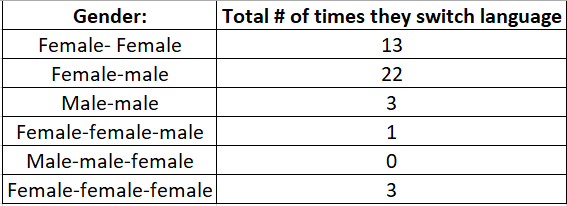 Gender: Total # of times they switch language
Female- Female 13
Female-male 22
Male-male 3
Female-female-male 1
Male-male-female 0
Female-female-female 3